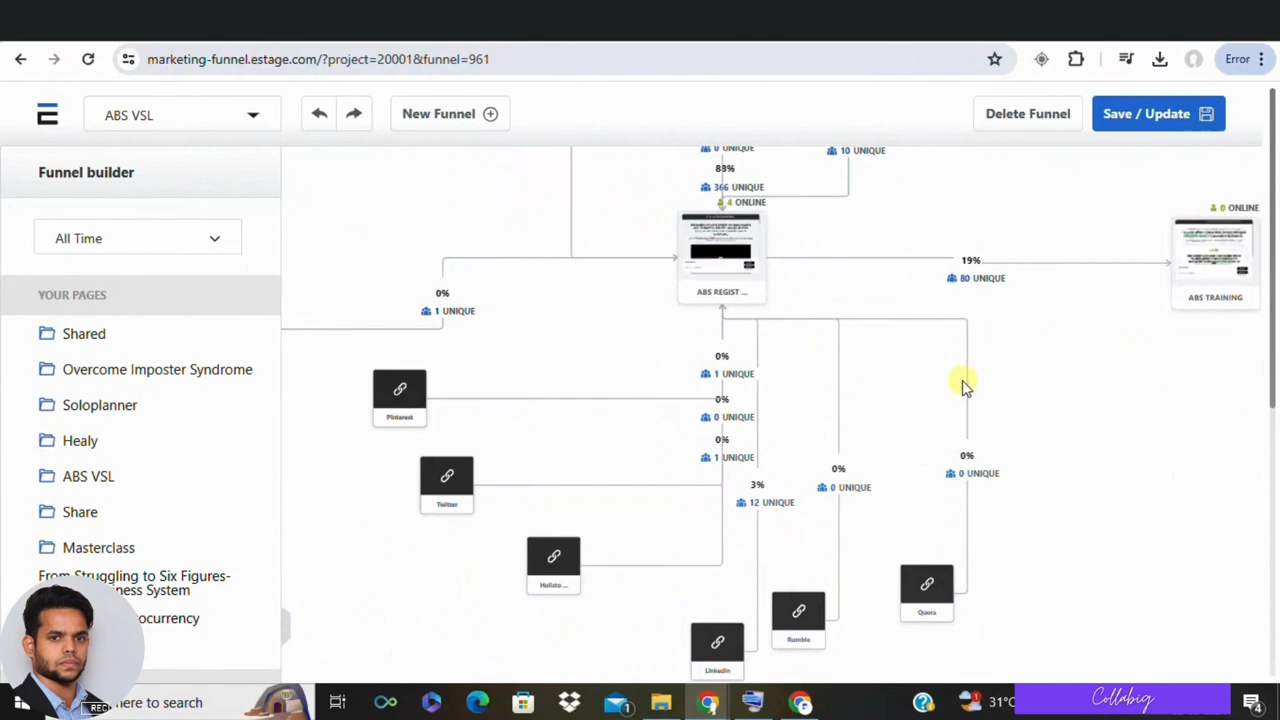 marketing-funnel.estage.com/?project=20001&funnel=961
Error
ABS VSL
New Funnel
Delete Funnel
Save / Update
Funnel builder
All Time
YOUR PAGES
Shared
Overcome Imposter Syndrome
Soloplanner
Healy
ABS VSL
Share
Masterclass
From Struggling to Six Figures-
0 UNIQUE
10 UNIQUE
83%
366 UNIQUE
4 ONLINE
ABS REGIST ...
0%
1 UNIQUE
19%
80 UNIQUE
0 ONLINE
ABS TRAINING
0%
1 UNIQUE
0%
0 UNIQUE
0%
1 UNIQUE
3%
12 UNIQUE
0%
0 UNIQUE
0%
0 UNIQUE
Pinterest
Twitter
LinkedIn
Rumble
Quora
REC
here to search
1
31°C
Collabig
4